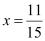 x = 11/15